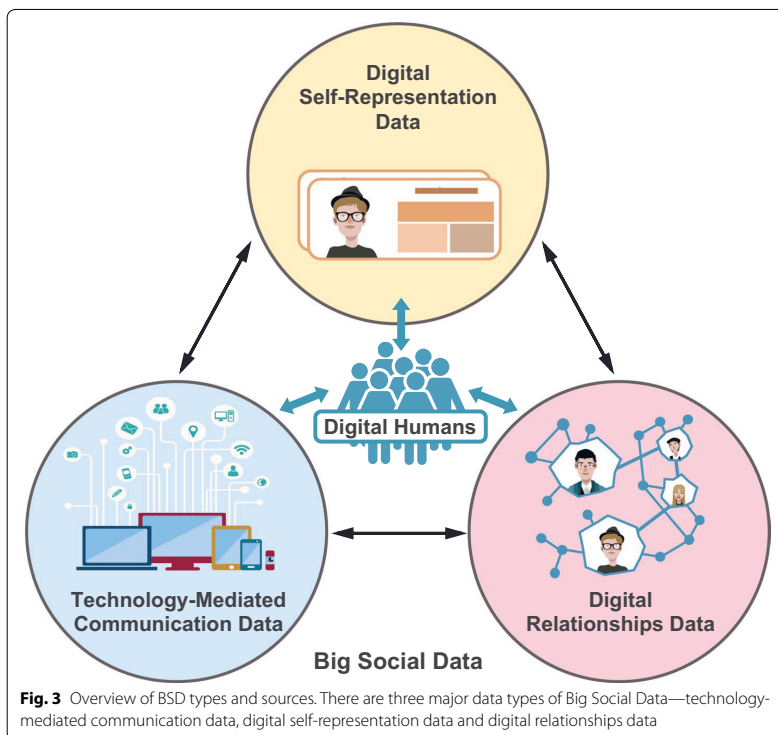 Digital
Self-Representation
Data
Digital Humans
Technology-Mediated
Communication Data
Digital
Relationships Data
Big Social Data
Fig. 3 Overview of BSD types and sources. There are three major data types of Big Social Data—technology-
mediated communication data, digital self-representation data and digital relationships data